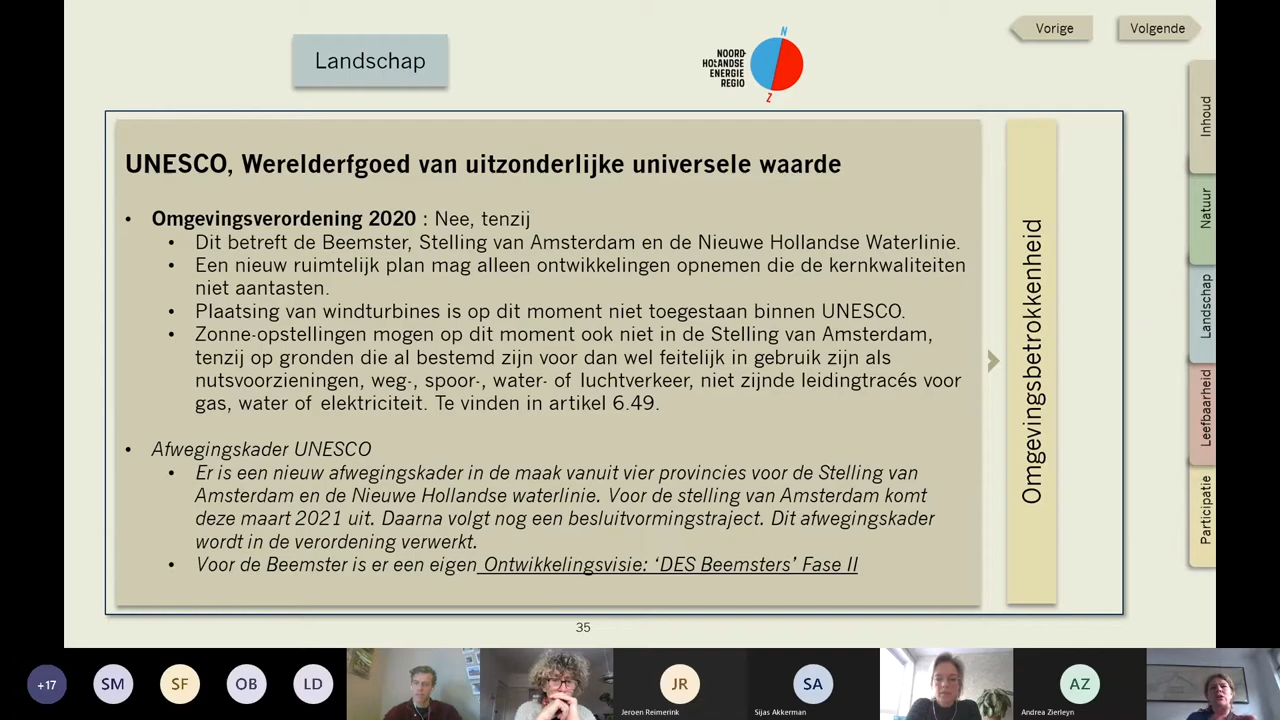 Vorige
Volgende
Landschap
N
NOORD-
HOLLANDSE
ENERGIE
REGIO
Z
UNESCO, Werelderfgoed van uitzonderlijke universele waarde
• Omgevingsverordening 2020 : Nee, tenzij
• Dit betreft de Beemster, Stelling van Amsterdam en de Nieuwe Hollandse Waterlinie.
• Een nieuw ruimtelijk plan mag alleen ontwikkelingen opnemen die de kernkwaliteiten
niet aantasten.
• Plaatsing van windturbines is op dit moment niet toegestaan binnen UNESCO.
• Zonne-opstellingen mogen op dit moment ook niet in de Stelling van Amsterdam,
tenzij op gronden die al bestemd zijn voor dan wel feitelijk in gebruik zijn als
nutsvoorzieningen, weg-, spoor-, water- of luchtverkeer, niet zijnde leidingtracés voor
gas, water of elektriciteit. Te vinden in artikel 6.49.
• Afwegingskader UNESCO
• Er is een nieuw afwegingskader in de maak vanuit vier provincies voor de Stelling van
Amsterdam en de Nieuwe Hollandse waterlinie. Voor de stelling van Amsterdam komt
deze maart 2021 uit. Daarna volgt nog een besluitvormingstraject. Dit afwegingskader
wordt in de verordening verwerkt.
• Voor de Beemster is er een eigen Ontwikkelingsvisie: ‘DES Beemsters’ Fase II
Omgevingsbetrokkenheid
Inhoud
Natuur
Landschap
Leefbaarheid
Participatie
35
+17
SM
SF
OB
LD
JR
Jeroen Reimerink
SA
Sijas Akkerman
AZ
Andrea Zierleyn